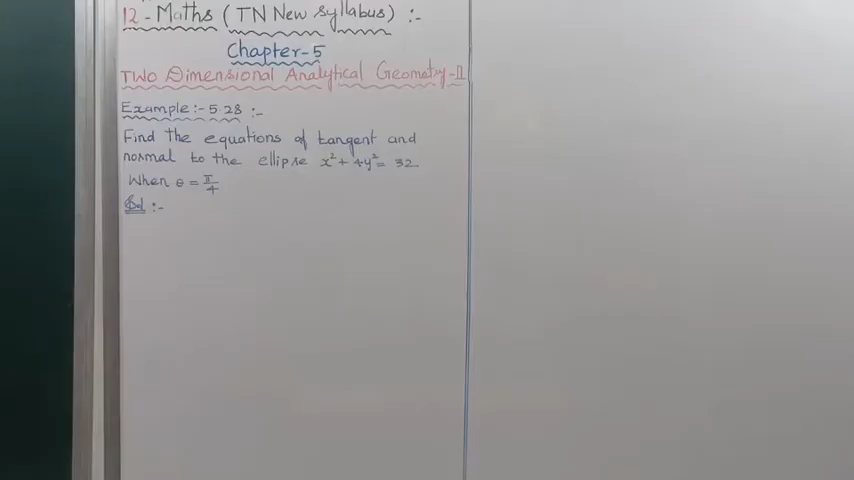 12-Maths (TN New syllabus) :-
Chapter-5
TWO Dimensional Analytical Geometry-II
Example:-5.28:-
Find the equations of tangent and
normal to the ellipse x²+4y²=32
When θ = π/4
Sol :-